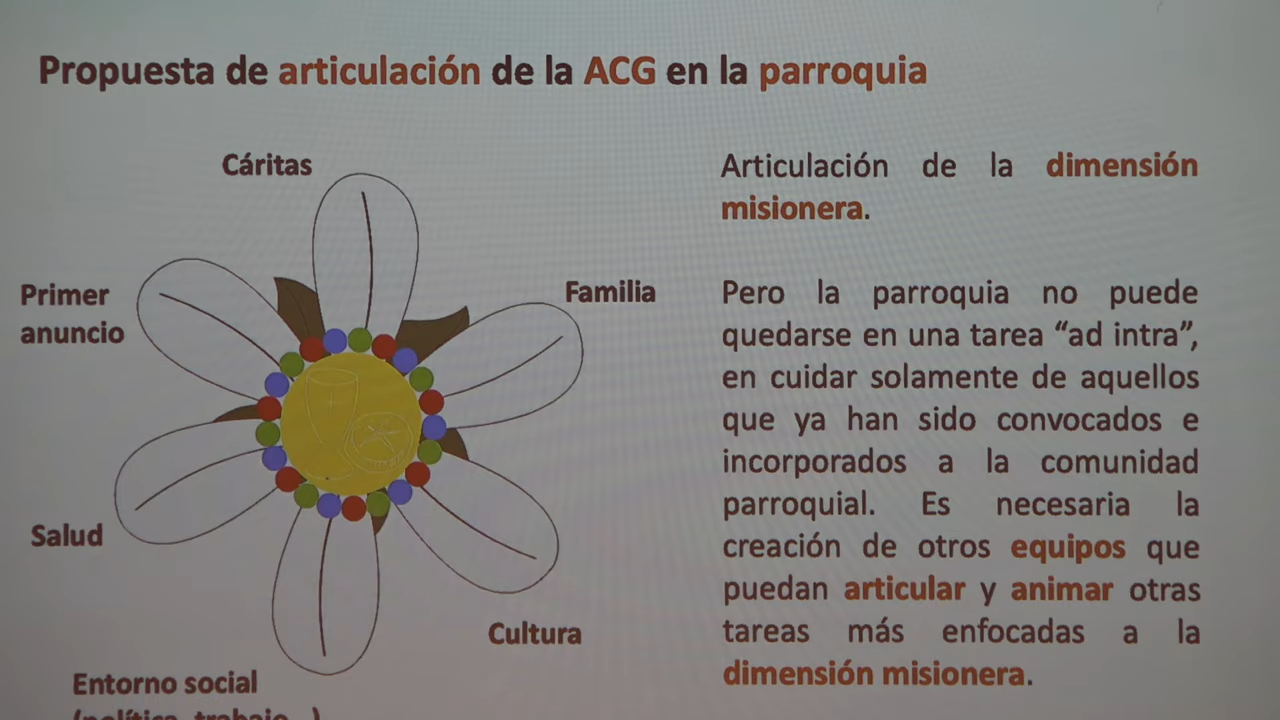 Propuesta de articulación de la ACG en la parroquia
Cáritas
Primer
anuncio
Familia
Salud
Cultura
Entorno social
(política, trabajo...)
Articulación de la dimensión
misionera.
Pero la parroquia no puede
quedarse en una tarea “ad intra”,
en cuidar solamente de aquellos
que ya han sido convocados e
incorporados a la comunidad
parroquial. Es necesaria la
creación de otros equipos que
puedan articular y animar otras
tareas más enfocadas a la
dimensión misionera.